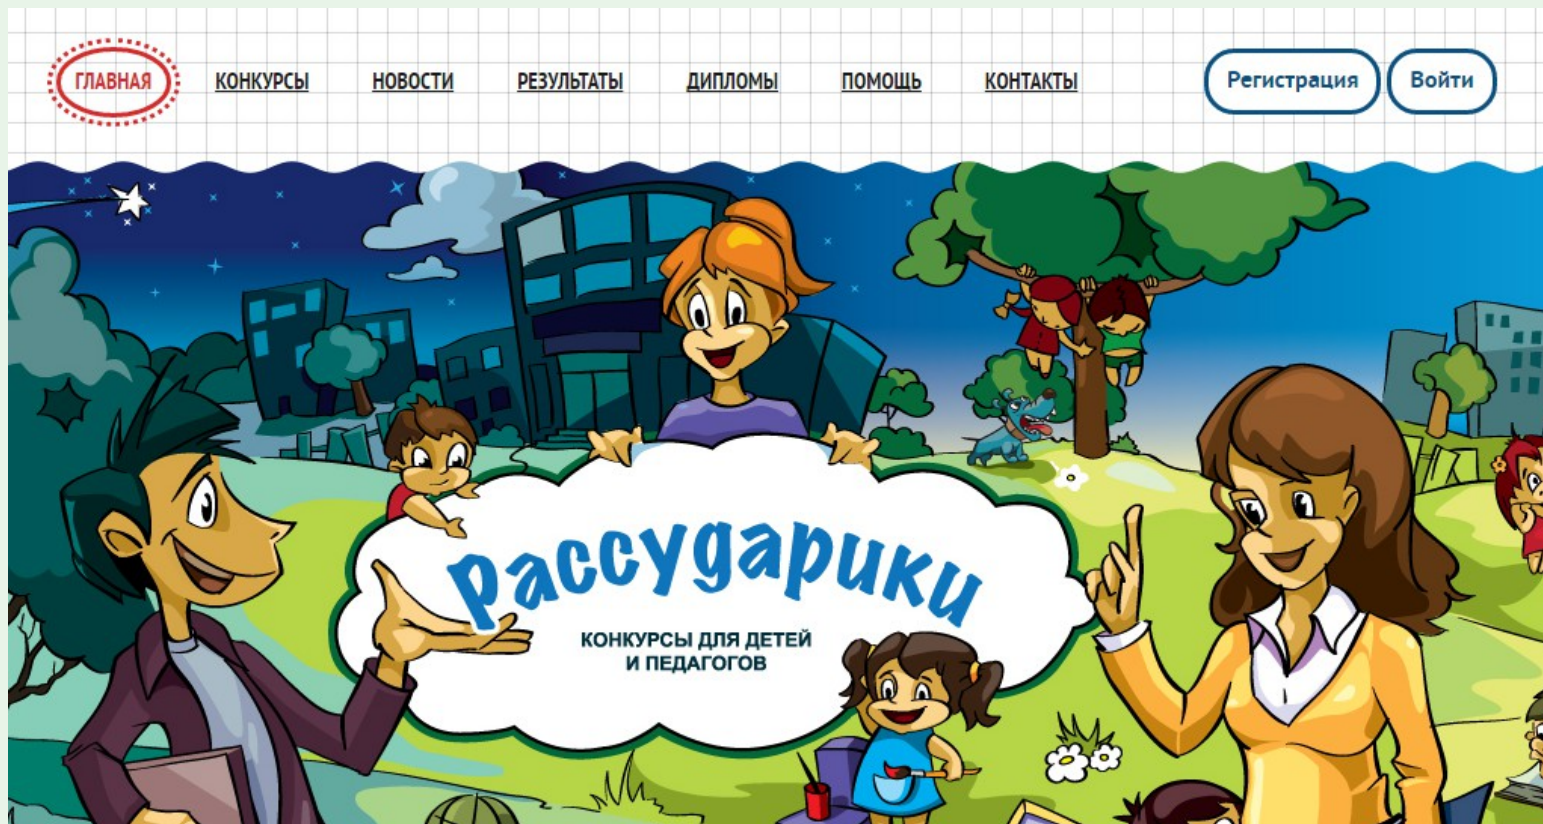 ГЛАВНАЯ КОНКУРСЫ НОВОСТИ РЕЗУЛЬТАТЫ ДИПЛОМЫ ПОМОЩЬ КОНТАКТЫ Регистрация Войти
Рассударики
КОНКУРСЫ ДЛЯ ДЕТЕЙ
И ПЕДАГОГОВ